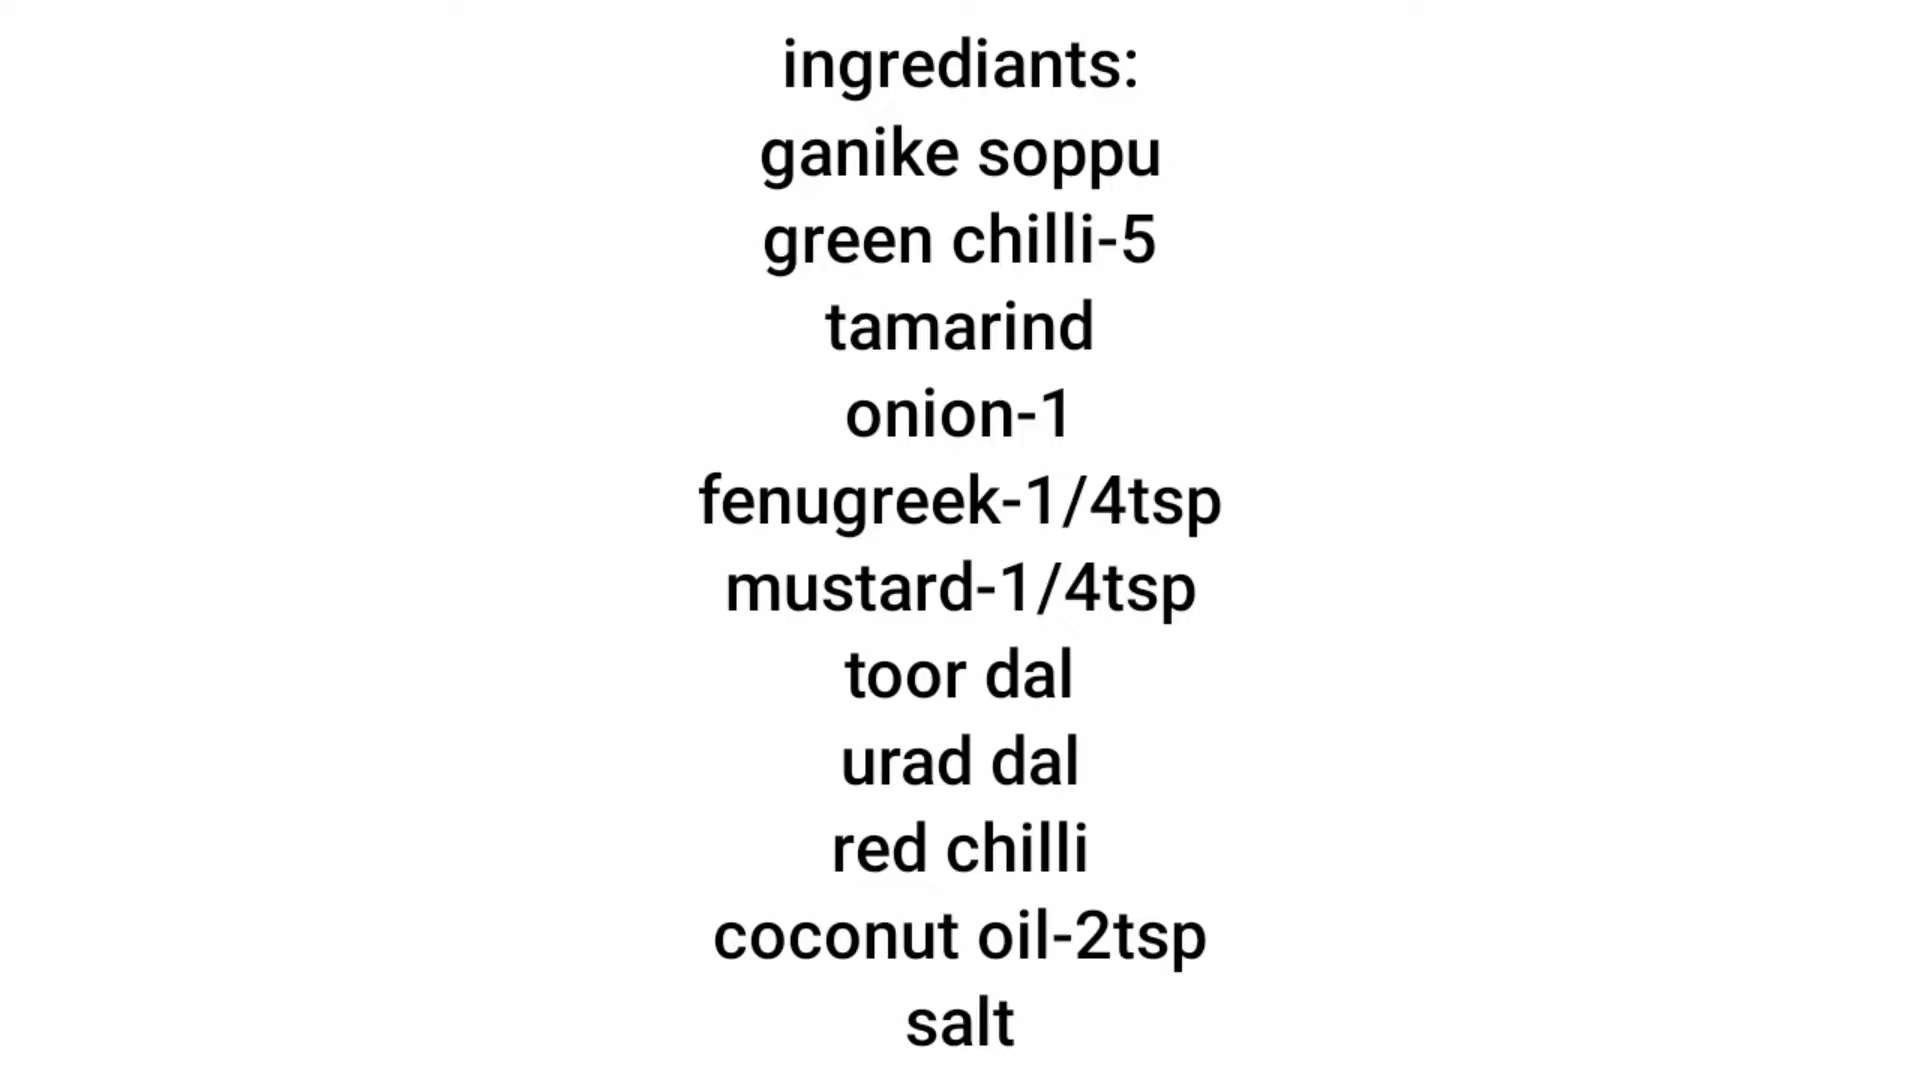 ingrediants:
ganike soppu
green chilli-5
tamarind
onion-1
fenugreek-1/4tsp
mustard-1/4tsp
toor dal
urad dal
red chilli
coconut oil-2tsp
salt